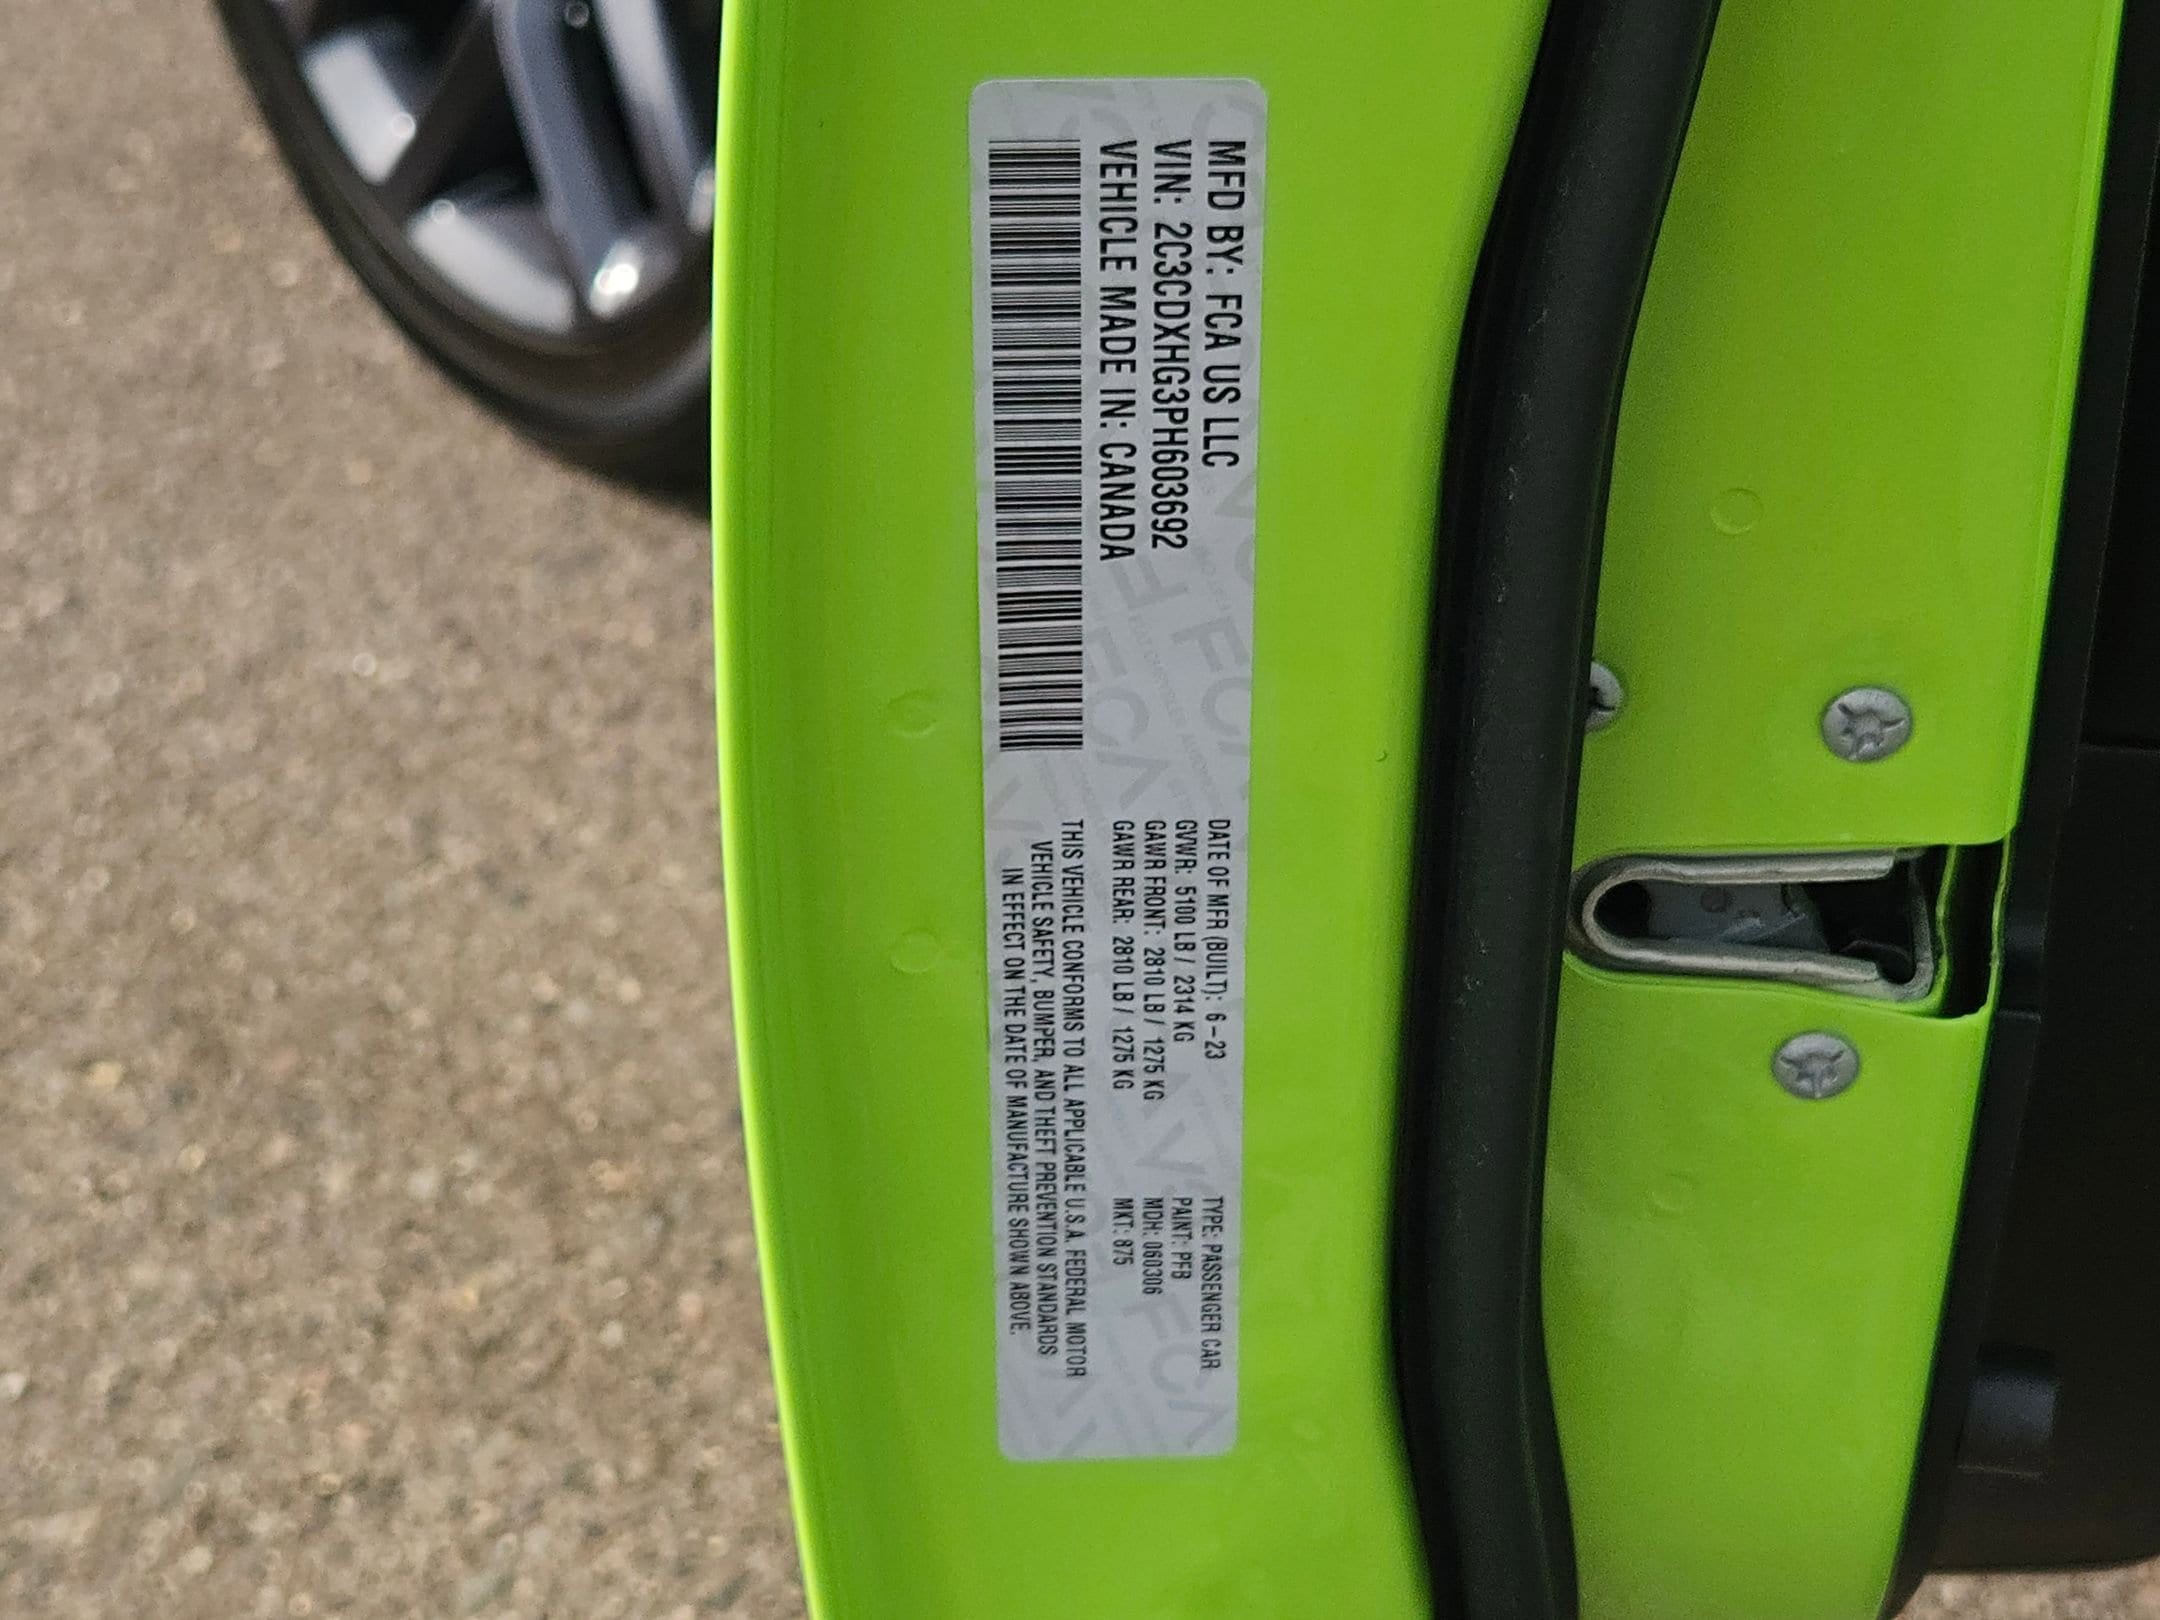 MFD BY: FCA US LLC
VIN: 2C3CDXHG3PH603692
VEHICLE MADE IN: CANADA
DATE OF MFR (BUILT): 6-23
GVWR: 5100 LB / 2314 KG
GAWR FRONT: 2810 LB / 1275 KG
GAWR REAR: 2810 LB / 1275 KG
TYPE: PASSENGER CAR
PAINT: PFB
MDH: 060306
MKT: 875
THIS VEHICLE CONFORMS TO ALL APPLICABLE U.S.A. FEDERAL MOTOR
VEHICLE SAFETY, BUMPER, AND THEFT PREVENTION STANDARDS
IN EFFECT ON THE DATE OF MANUFACTURE SHOWN ABOVE.